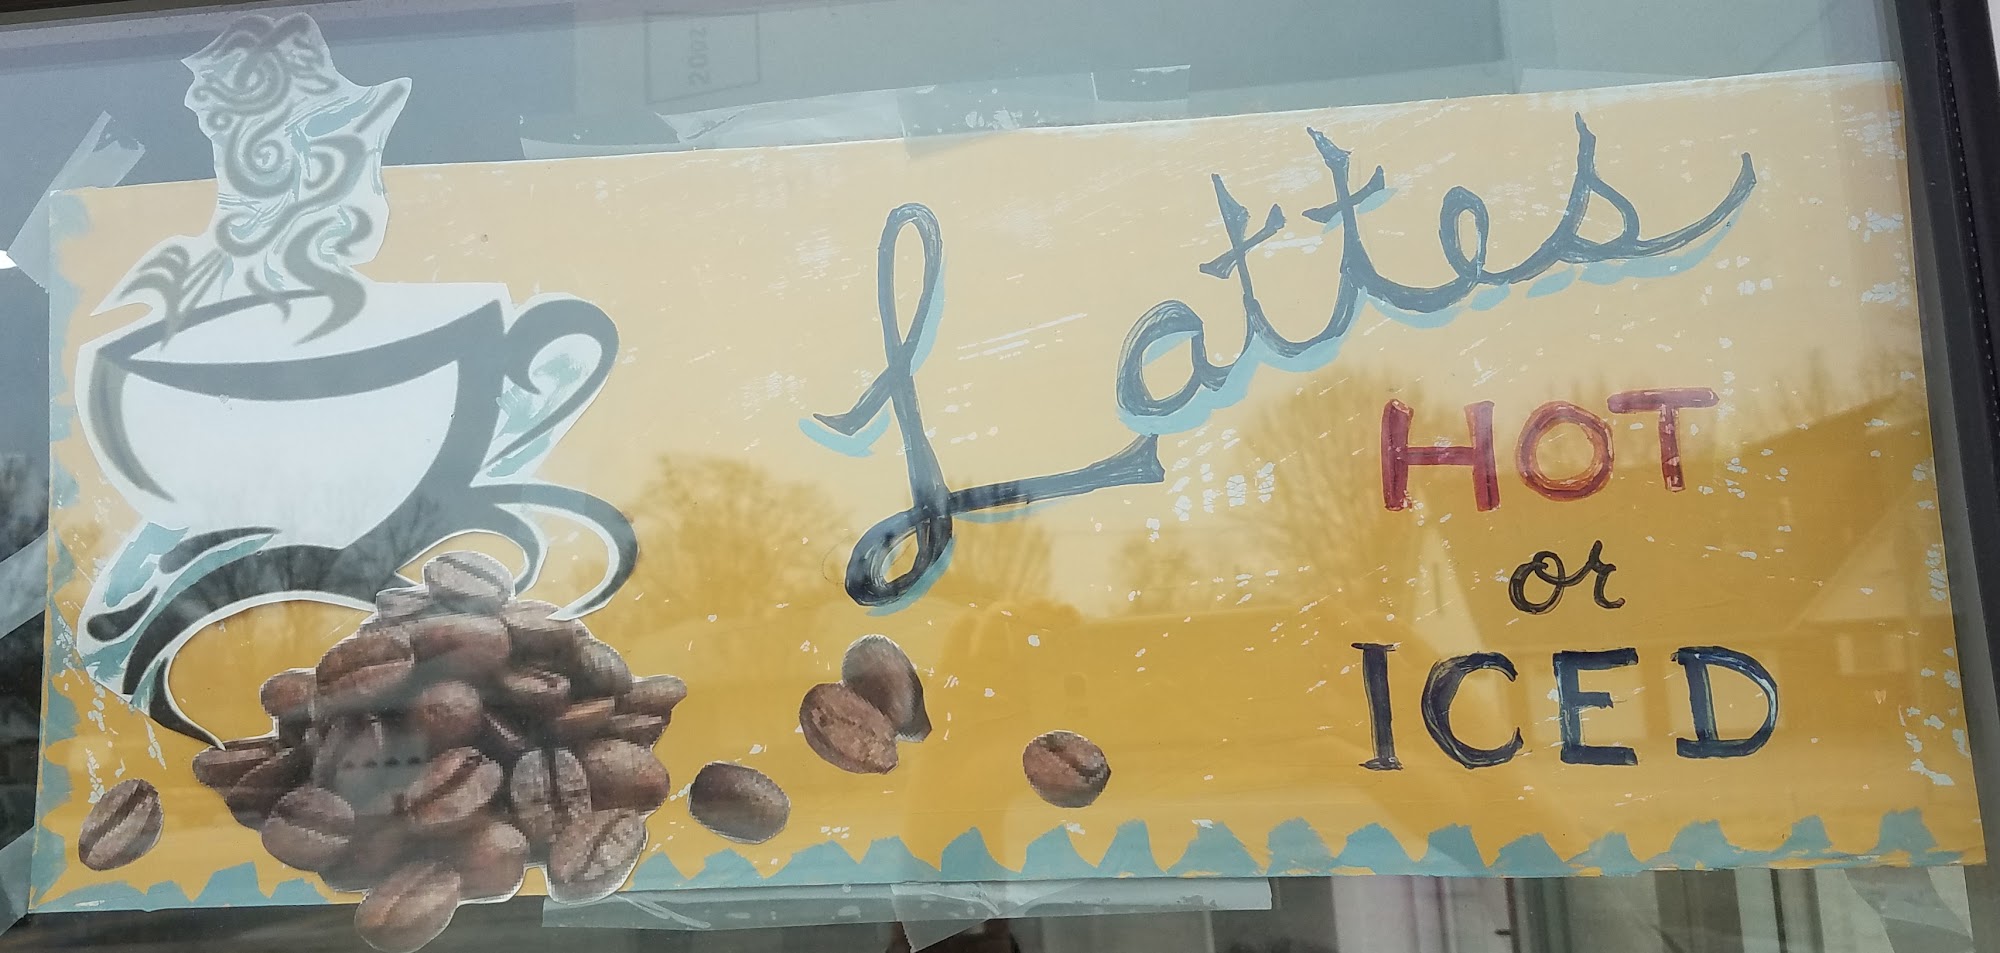 Lattes
HOT
or
ICED